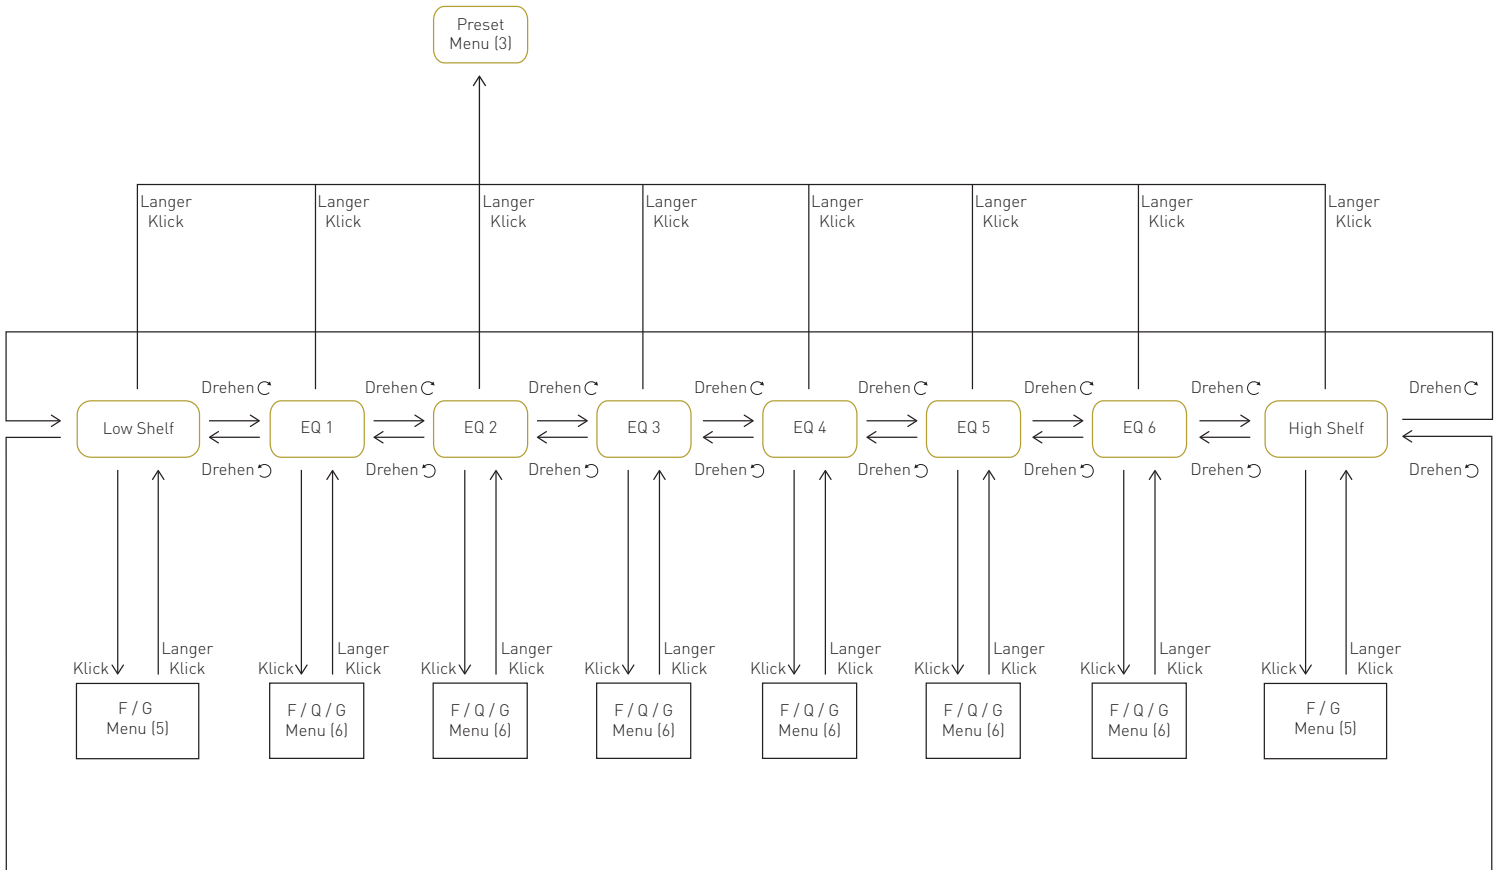 Preset
Menu (3)
Langer
Klick
Langer
Klick
Langer
Klick
Langer
Klick
Langer
Klick
Langer
Klick
Langer
Klick
Langer
Klick
Drehen
Drehen
Drehen
Drehen
Drehen
Drehen
Drehen
Drehen
Low Shelf
EQ 1
EQ 2
EQ 3
EQ 4
EQ 5
EQ 6
High Shelf
Drehen
Drehen
Drehen
Drehen
Drehen
Drehen
Drehen
Drehen
Klick
Langer
Klick
Klick
Langer
Klick
Klick
Langer
Klick
Klick
Langer
Klick
Klick
Langer
Klick
Klick
Langer
Klick
Klick
Langer
Klick
Klick
Langer
Klick
F / G
Menu (5)
F / Q / G
Menu (6)
F / Q / G
Menu (6)
F / Q / G
Menu (6)
F / Q / G
Menu (6)
F / Q / G
Menu (6)
F / Q / G
Menu (6)
F / G
Menu (5)